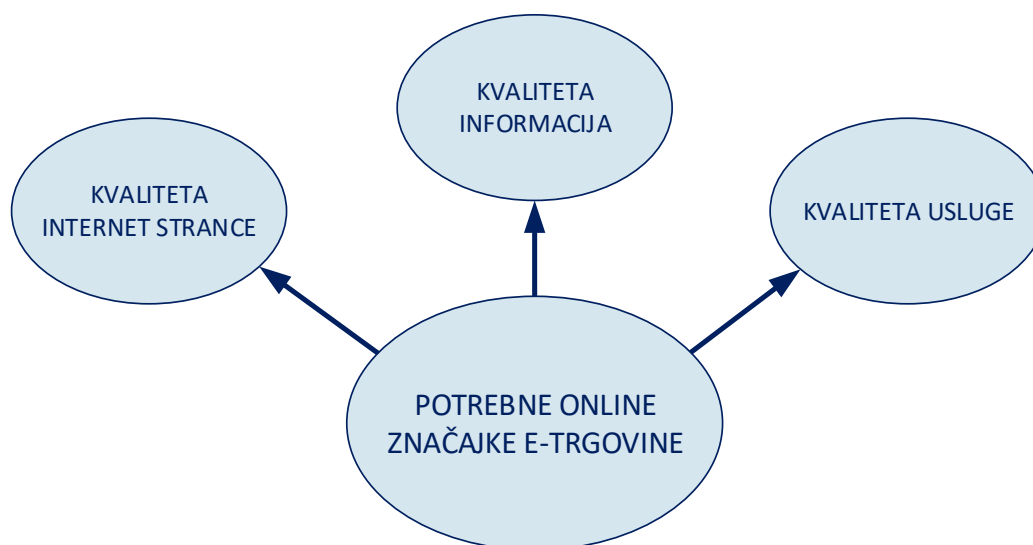 KVALITETA
INFORMACIJA
KVALITETA
INTERNET STRANCE
KVALITETA USLUGE
POTREBNE ONLINE
ZNAČAJKE E-TRGOVINE